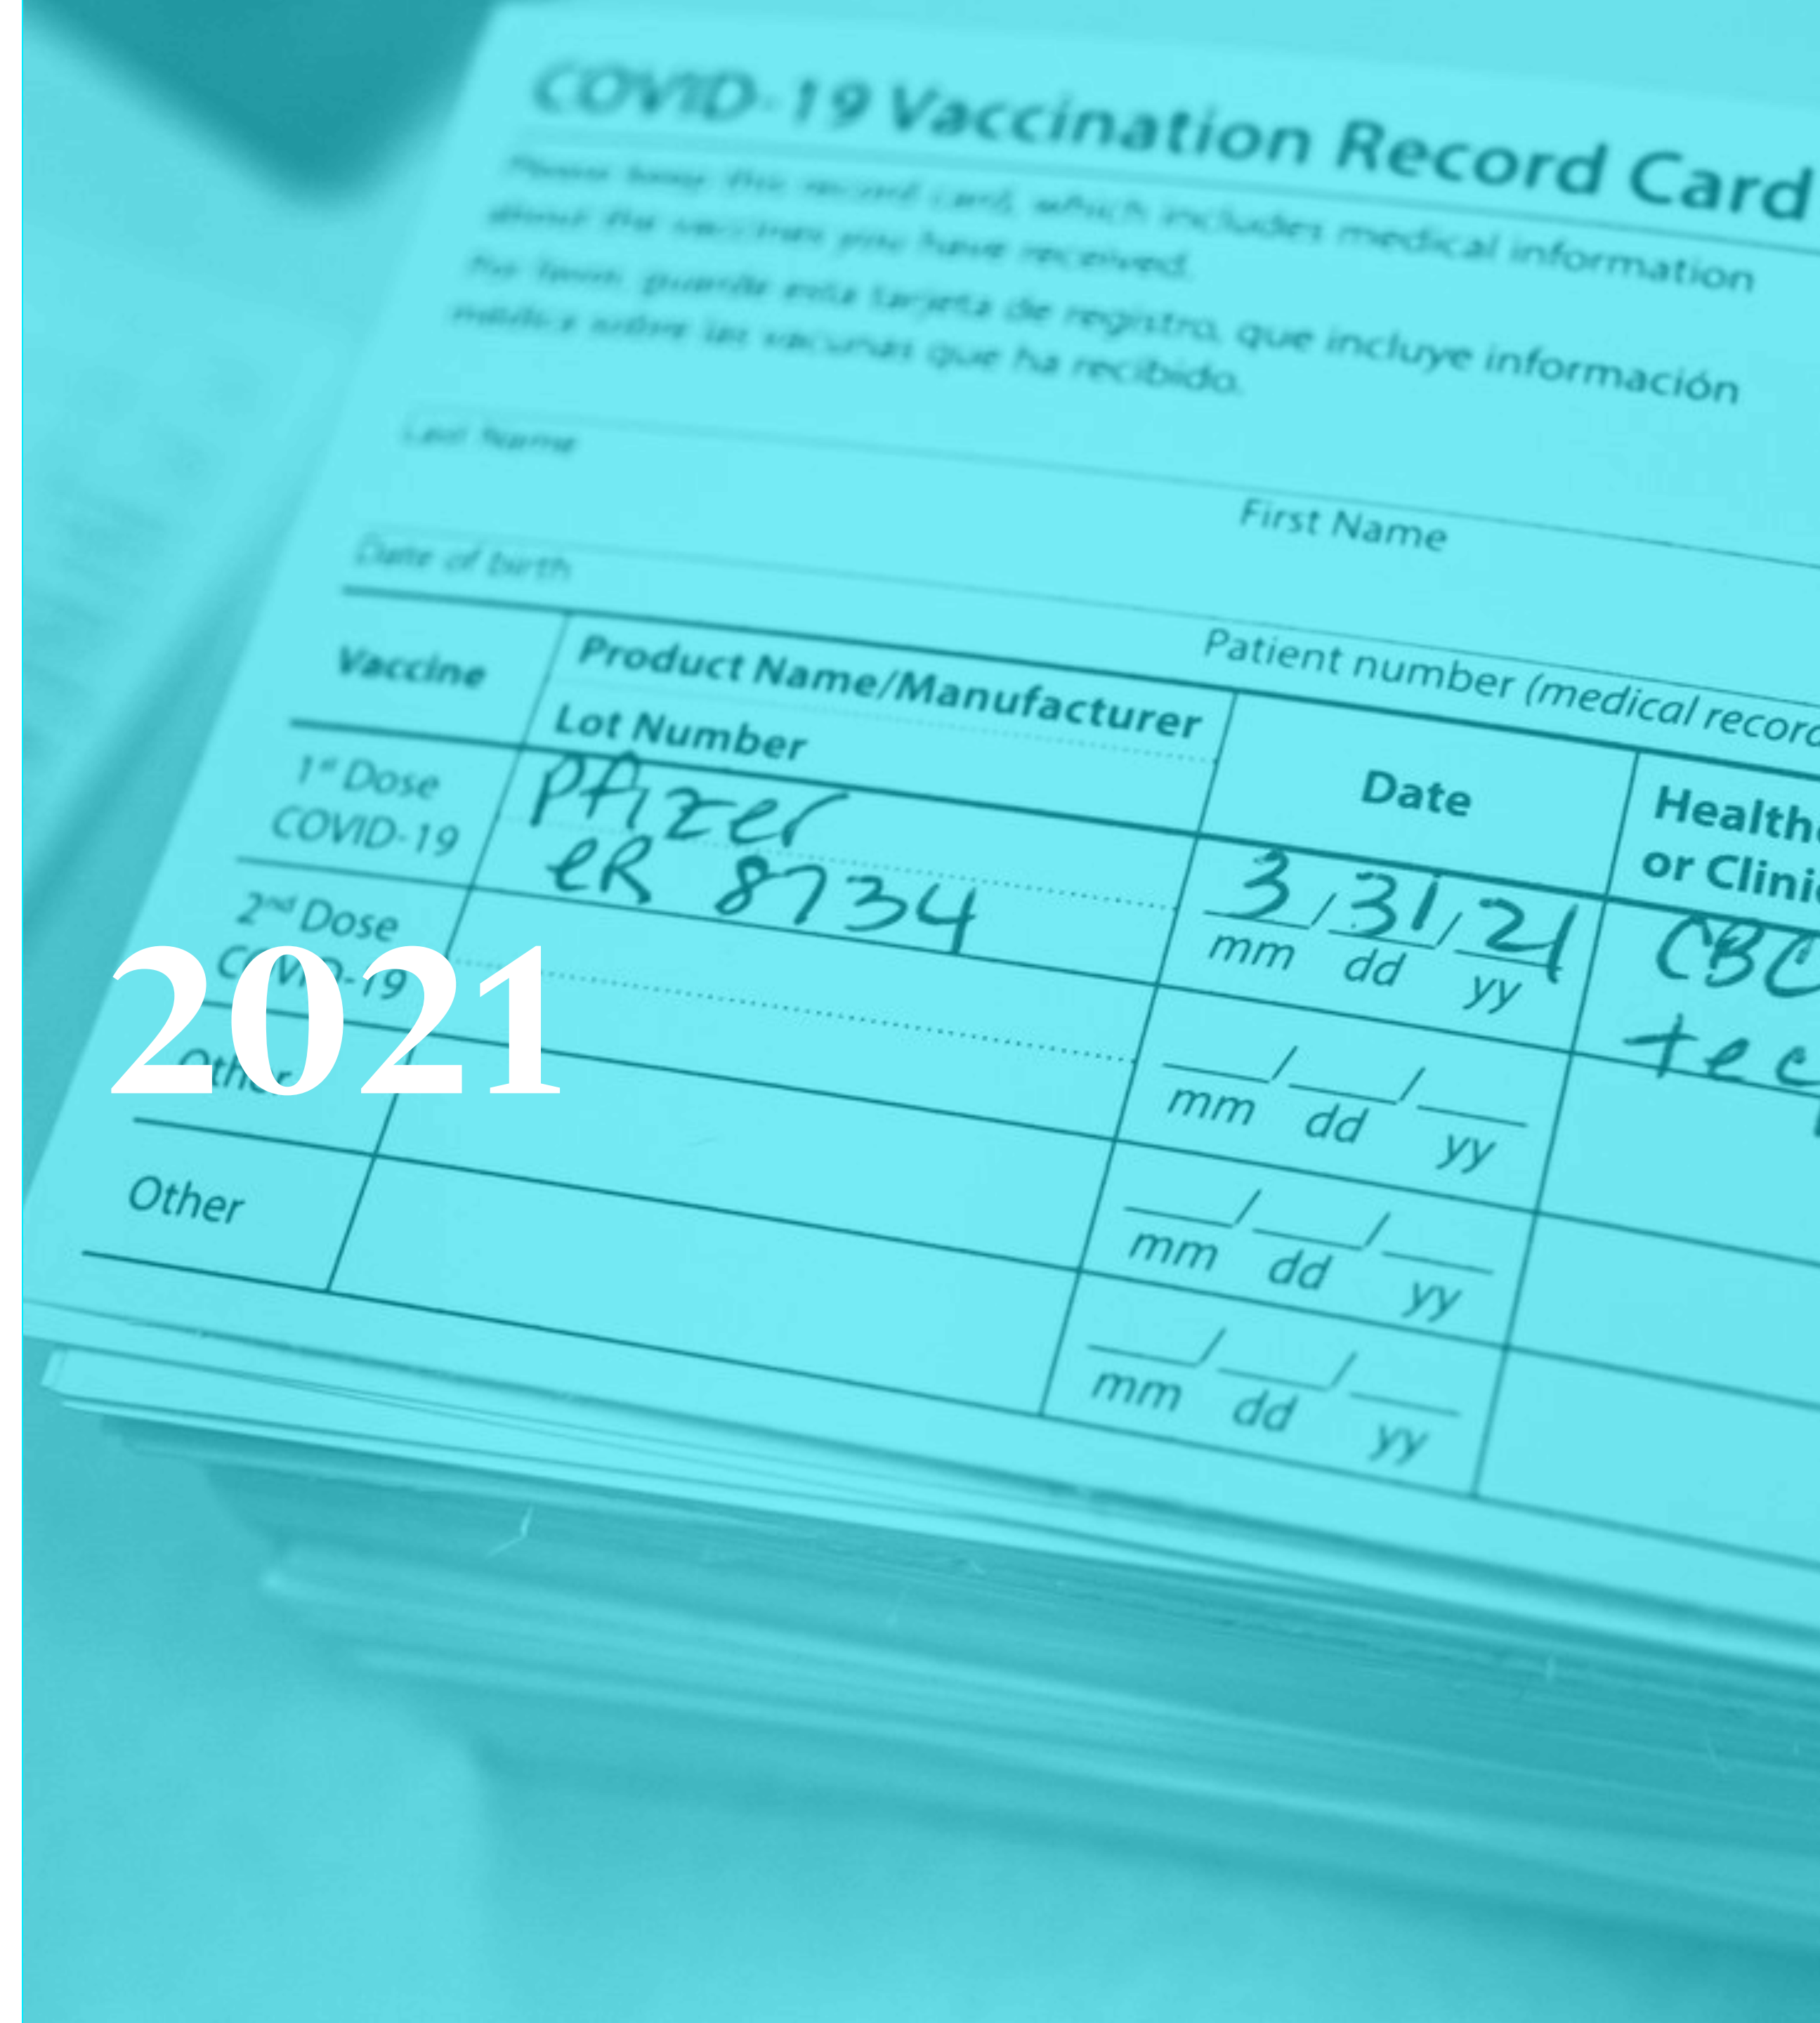 COVID-19 Vaccination Record Card
Please keep this record card, which includes medical information
about the vaccines you have received.
Por favor, guarde esta tarjeta de registro, que incluye información
médica sobre las vacunas que ha recibido.
Last Name
First Name
Date of birth
Patient number (medical record
Vaccine
Product Name/Manufacturer
Lot Number
Date
Healthc
or Clini
1st Dose
COVID-19
Pfizer
eR 8734
3/31/21
mm dd yy
CBC
tec
2nd Dose
COVID-19
mm dd yy
2021
Other
mm dd yy
Other
mm dd yy